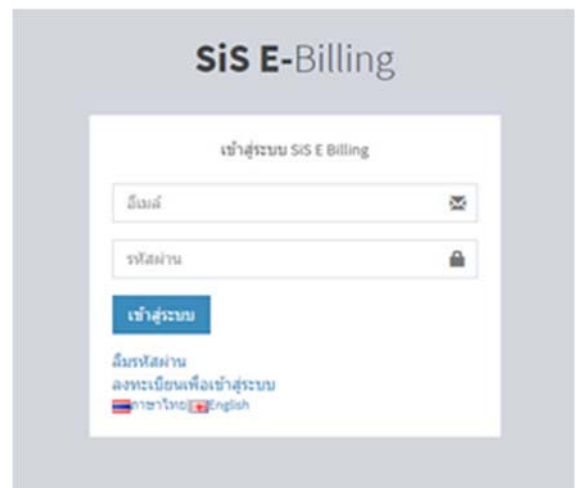 SiS E-Billing
เข้าสู่ระบบ SiS E Billing
อีเมล์
รหัสผ่าน
เข้าสู่ระบบ
ลืมรหัสผ่าน
ลงทะเบียนเพื่อเข้าสู่ระบบ
ภาษาไทย English